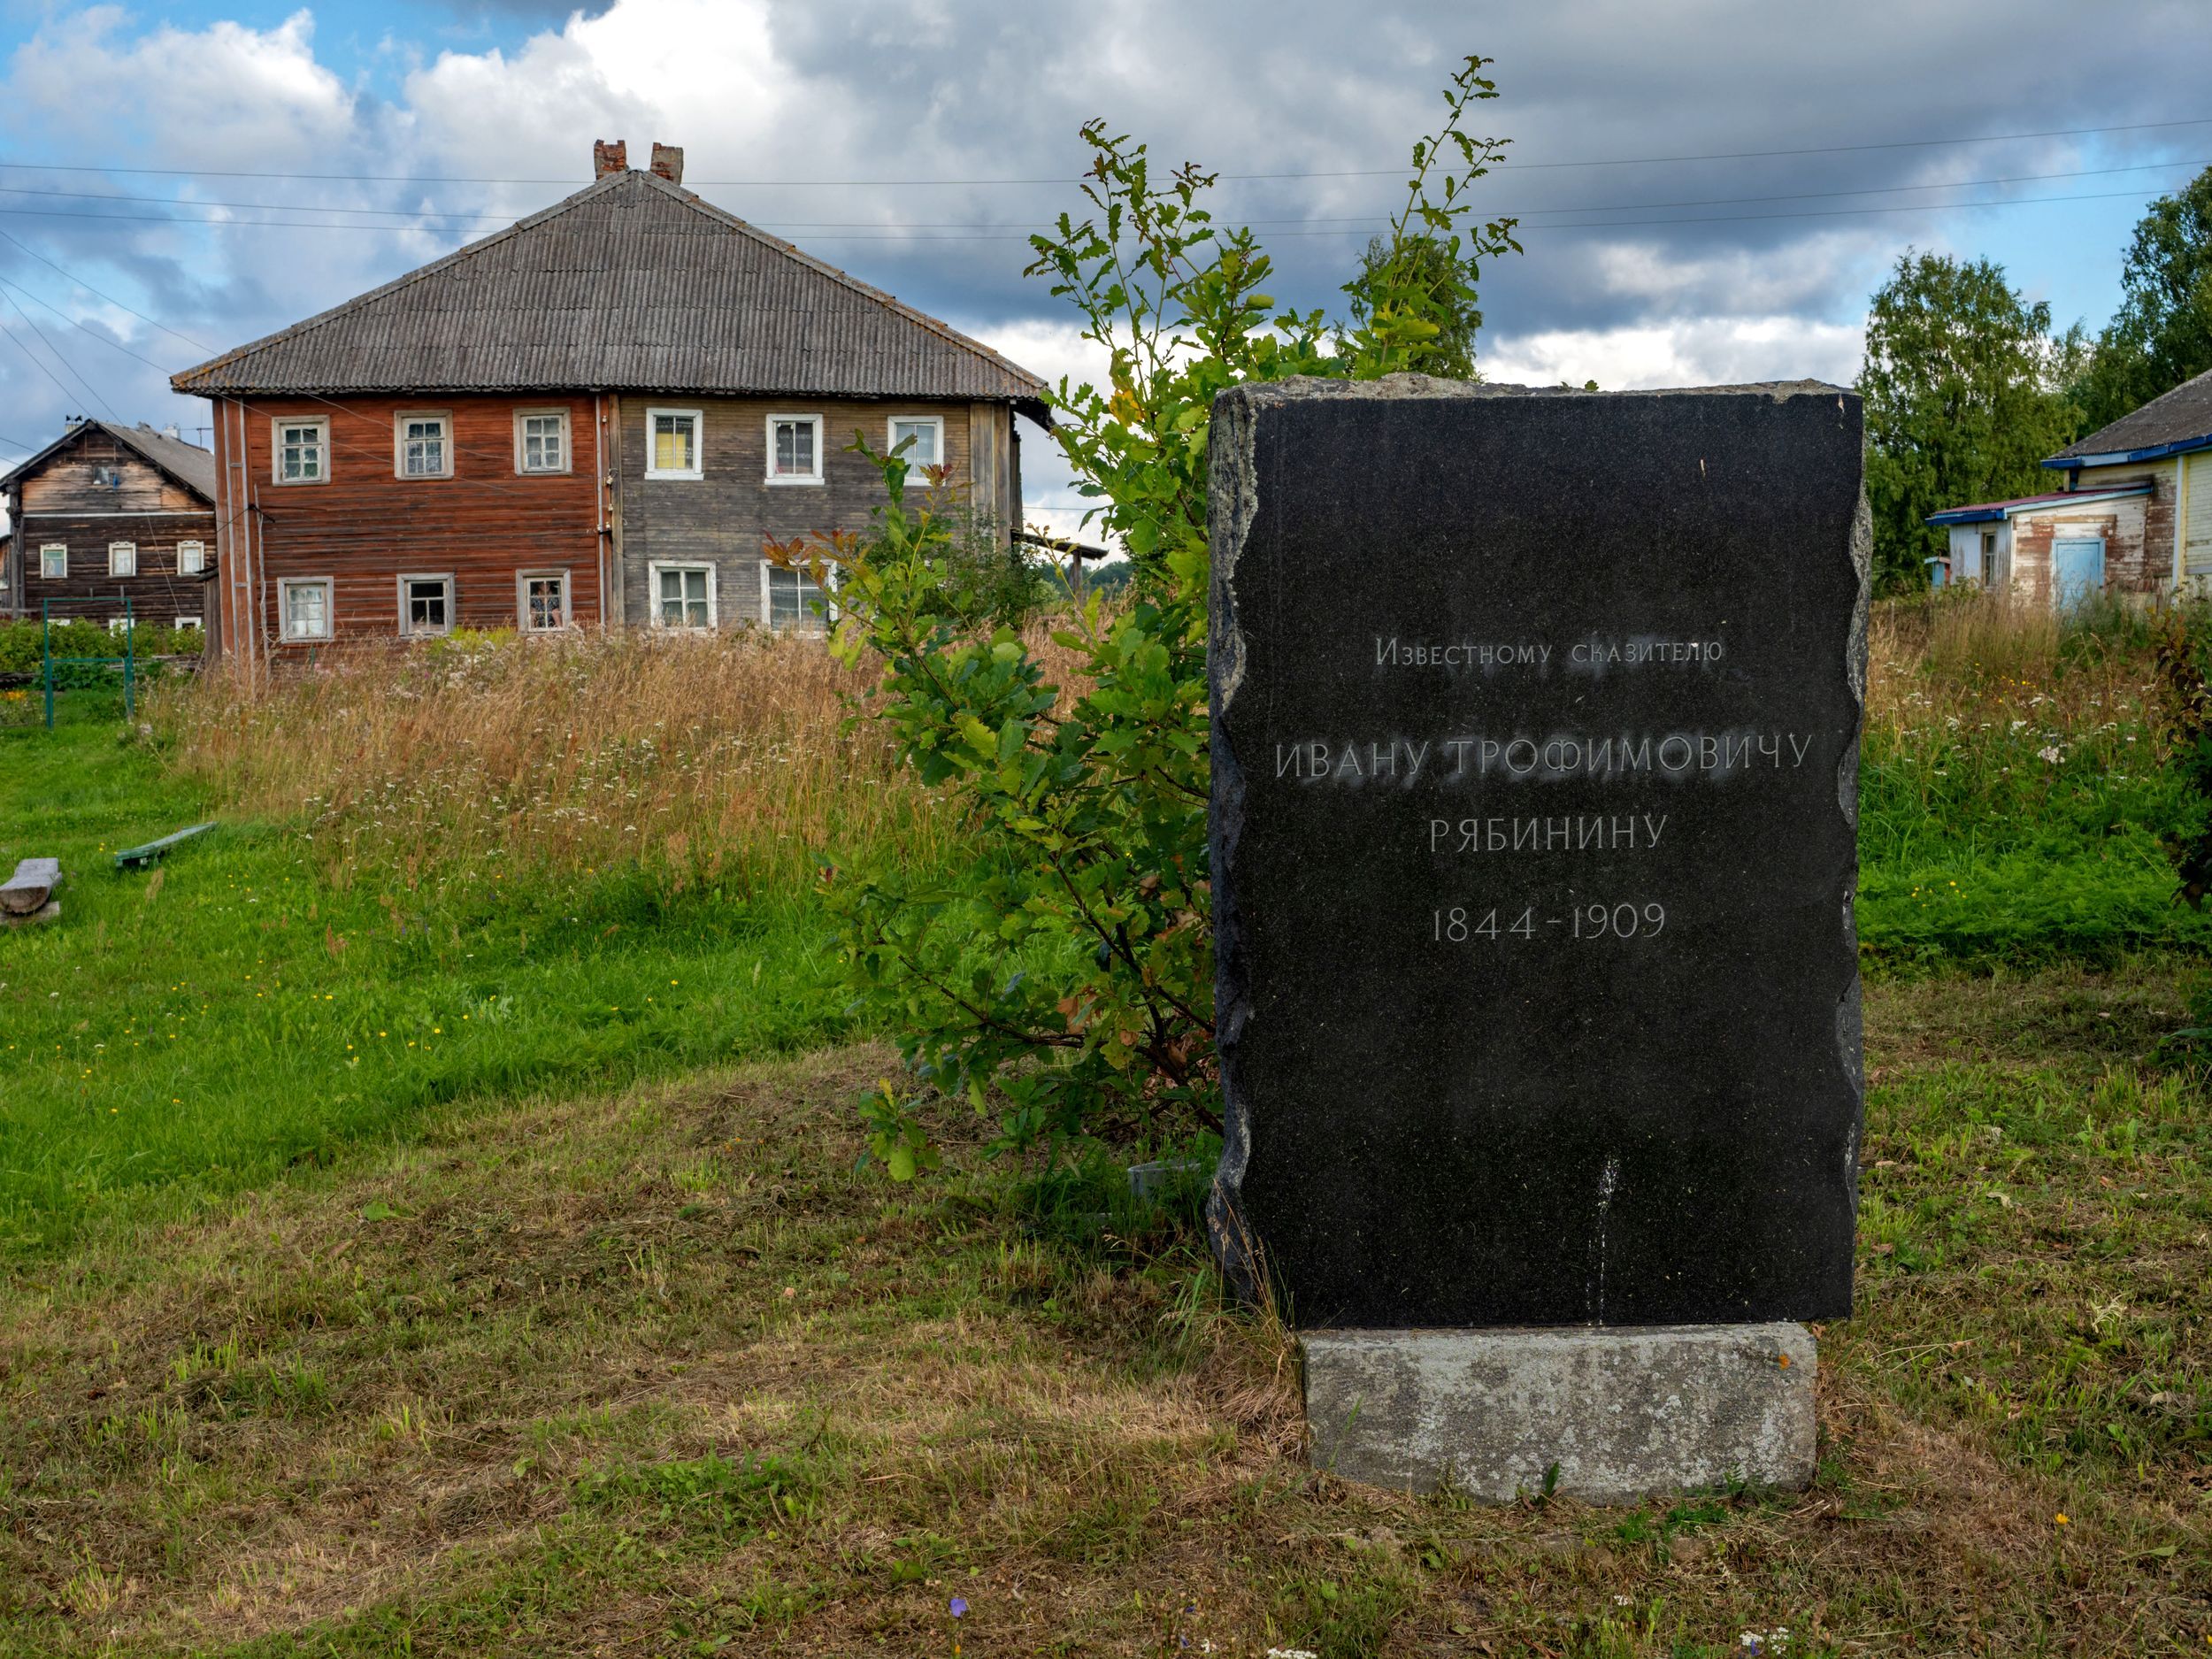 Известному сказителю
ИВАНУ ТРОФИМОВИЧУ
РЯБИНИНУ
1844-1909